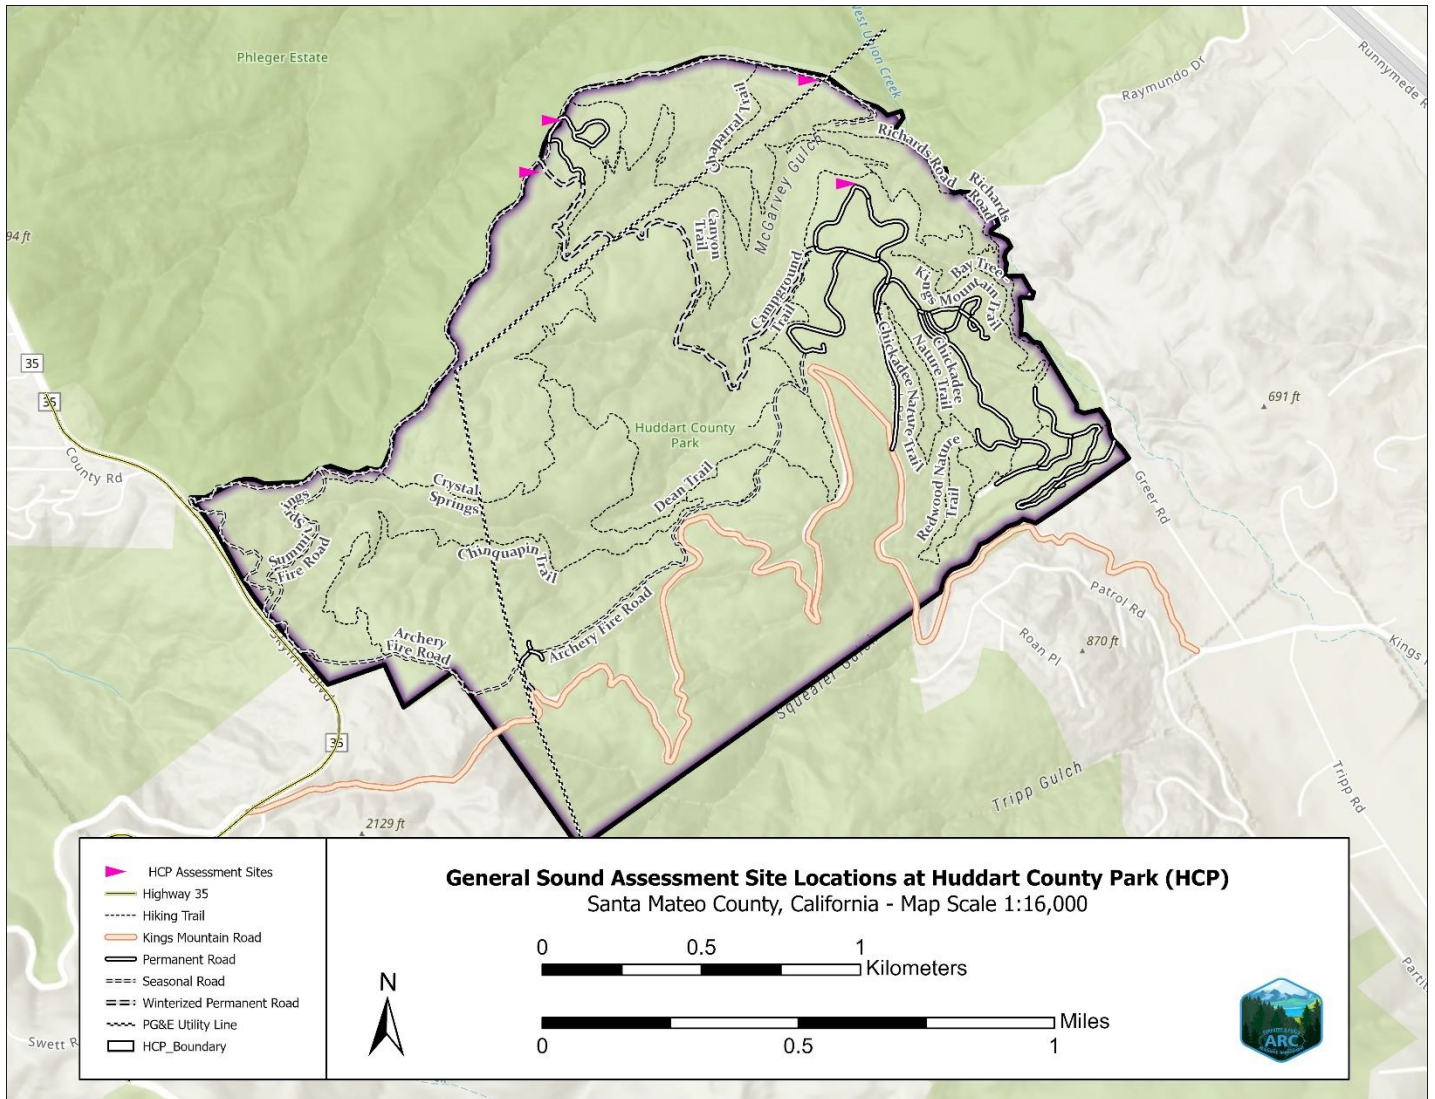 Phleger Estate
West Union Creek
Runnymede R
Raymundo Dr
Chaparral Trail
McGarvey Gulch
Richards Road
Richards
Road
94 ft
Canyon
Trail
Campground
Trail
Bay Tree
Kings
Mountain
Trail
35
35
Chickadee Nature Trail
Chickadee
Nature Trail
691 ft
Huddart County
Park
County Rd
Crystal
Springs
Dean Trail
Redwood Nature
Trail
Greer Rd
Summit
Fire Road
Chinquapin Trail
Archery Fire Road
Archery
Fire Road
Patrol Rd
Roan Pl
870 ft
Kings
Skyline Blvd
Squealer Gulch
35
Tripp Gulch
Tripp Rd
2129 ft
Swett R
HCP Assessment Sites
Highway 35
Hiking Trail
Kings Mountain Road
Permanent Road
Seasonal Road
Winterized Permanent Road
PG&E Utility Line
HCP_Boundary
General Sound Assessment Site Locations at Huddart County Park (HCP)
Santa Mateo County, California - Map Scale 1:16,000
0 0.5 1
Kilometers
N
Miles
0 0.5 1
ARC